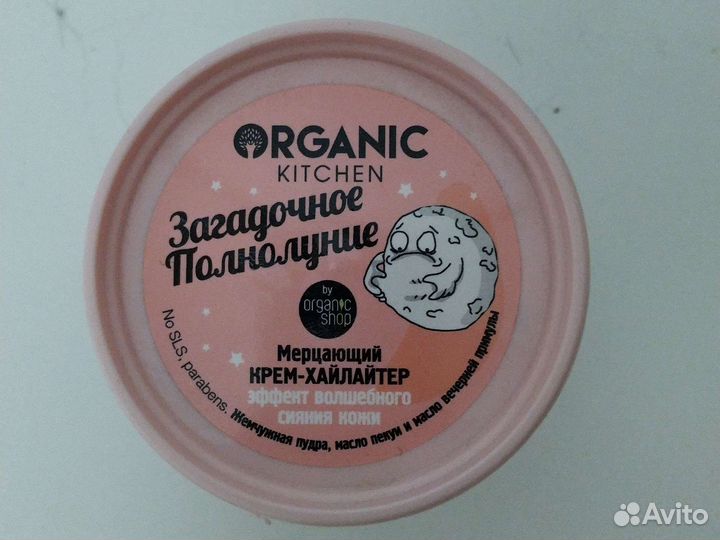 ORGANIC
KITCHEN
Загадочное
Полнолуние
by
organic
shop
Мерцающий
КРЕМ-ХАЙЛАЙТЕР
эффект волшебного
сияния кожи
No SLS, parabens. Жемчужная пудра, масло пекуи и масло вечерней примулы
Avito